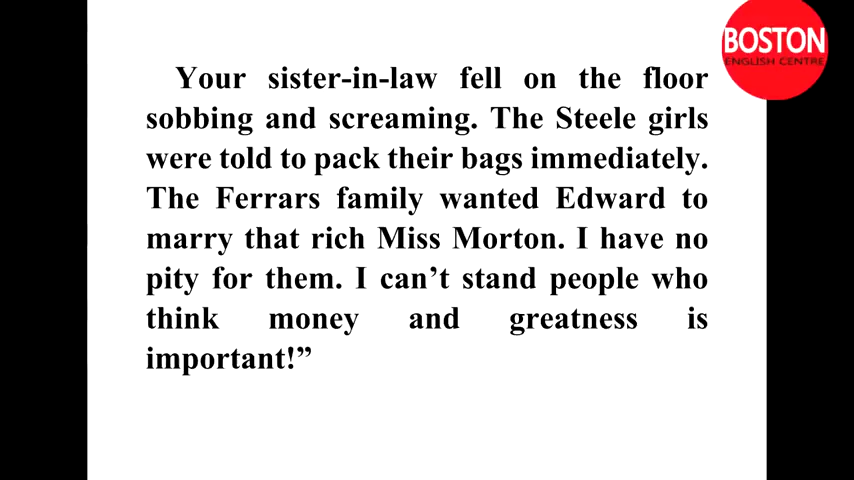 BOSTON
ENGLISH CENTRE
Your sister-in-law fell on the floor
sobbing and screaming. The Steele girls
were told to pack their bags immediately.
The Ferrars family wanted Edward to
marry that rich Miss Morton. I have no
pity for them. I can’t stand people who
think money and greatness is
important!”